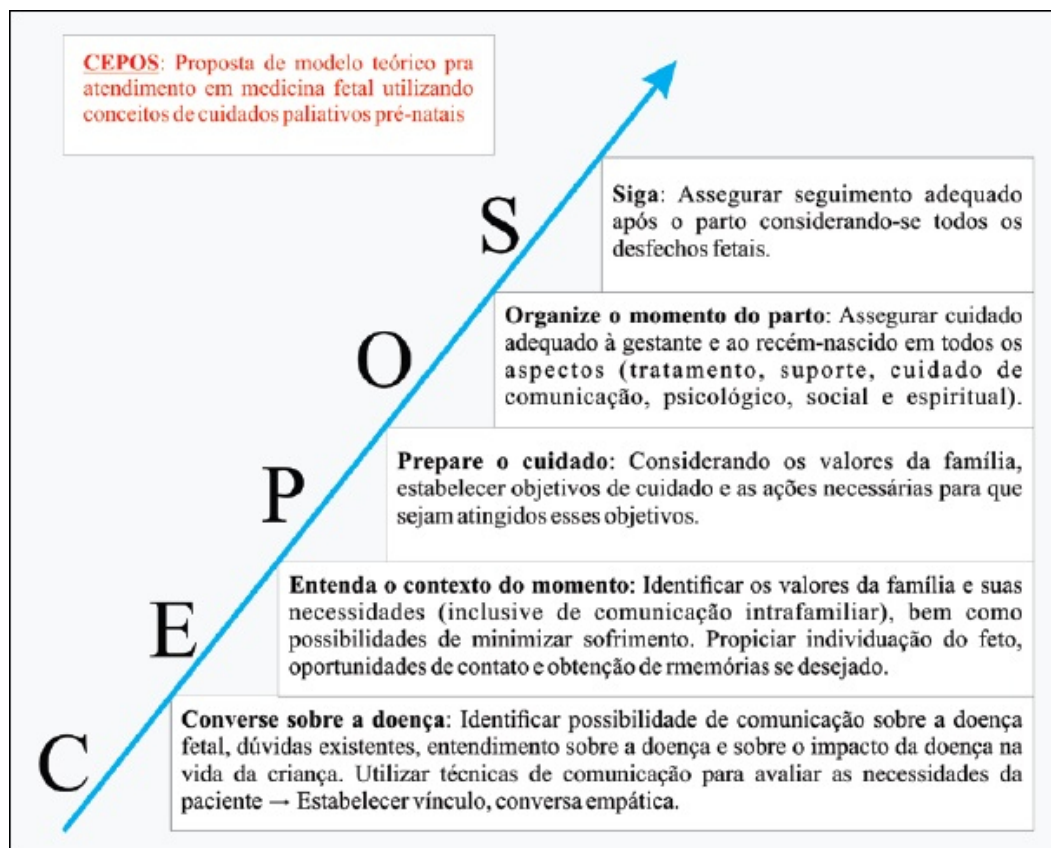 CEPOS: Proposta de modelo teórico pra
atendimento em medicina fetal utilizando
conceitos de cuidados paliativos pré-natais
S
Siga: Assegurar seguimento adequado
após o parto considerando-se todos os
desfechos fetais.
O
Organize o momento do parto: Assegurar cuidado
adequado à gestante e ao recém-nascido em todos os
aspectos (tratamento, suporte, cuidado de
comunicação, psicológico, social e espiritual).
P
Prepare o cuidado: Considerando os valores da família,
estabelecer objetivos de cuidado e as ações necessárias para que
sejam atingidos esses objetivos.
E
Entenda o contexto do momento: Identificar os valores da família e suas
necessidades (inclusive de comunicação intrafamiliar), bem como
possibilidades de minimizar sofrimento. Propiciar individuação do feto,
oportunidades de contato e obtenção de rmemórias se desejado.
C
Converse sobre a doença: Identificar possibilidade de comunicação sobre a doença
fetal, dúvidas existentes, entendimento sobre a doença e sobre o impacto da doença na
vida da criança. Utilizar técnicas de comunicação para avaliar as necessidades da
paciente → Estabelecer vínculo, conversa empática.